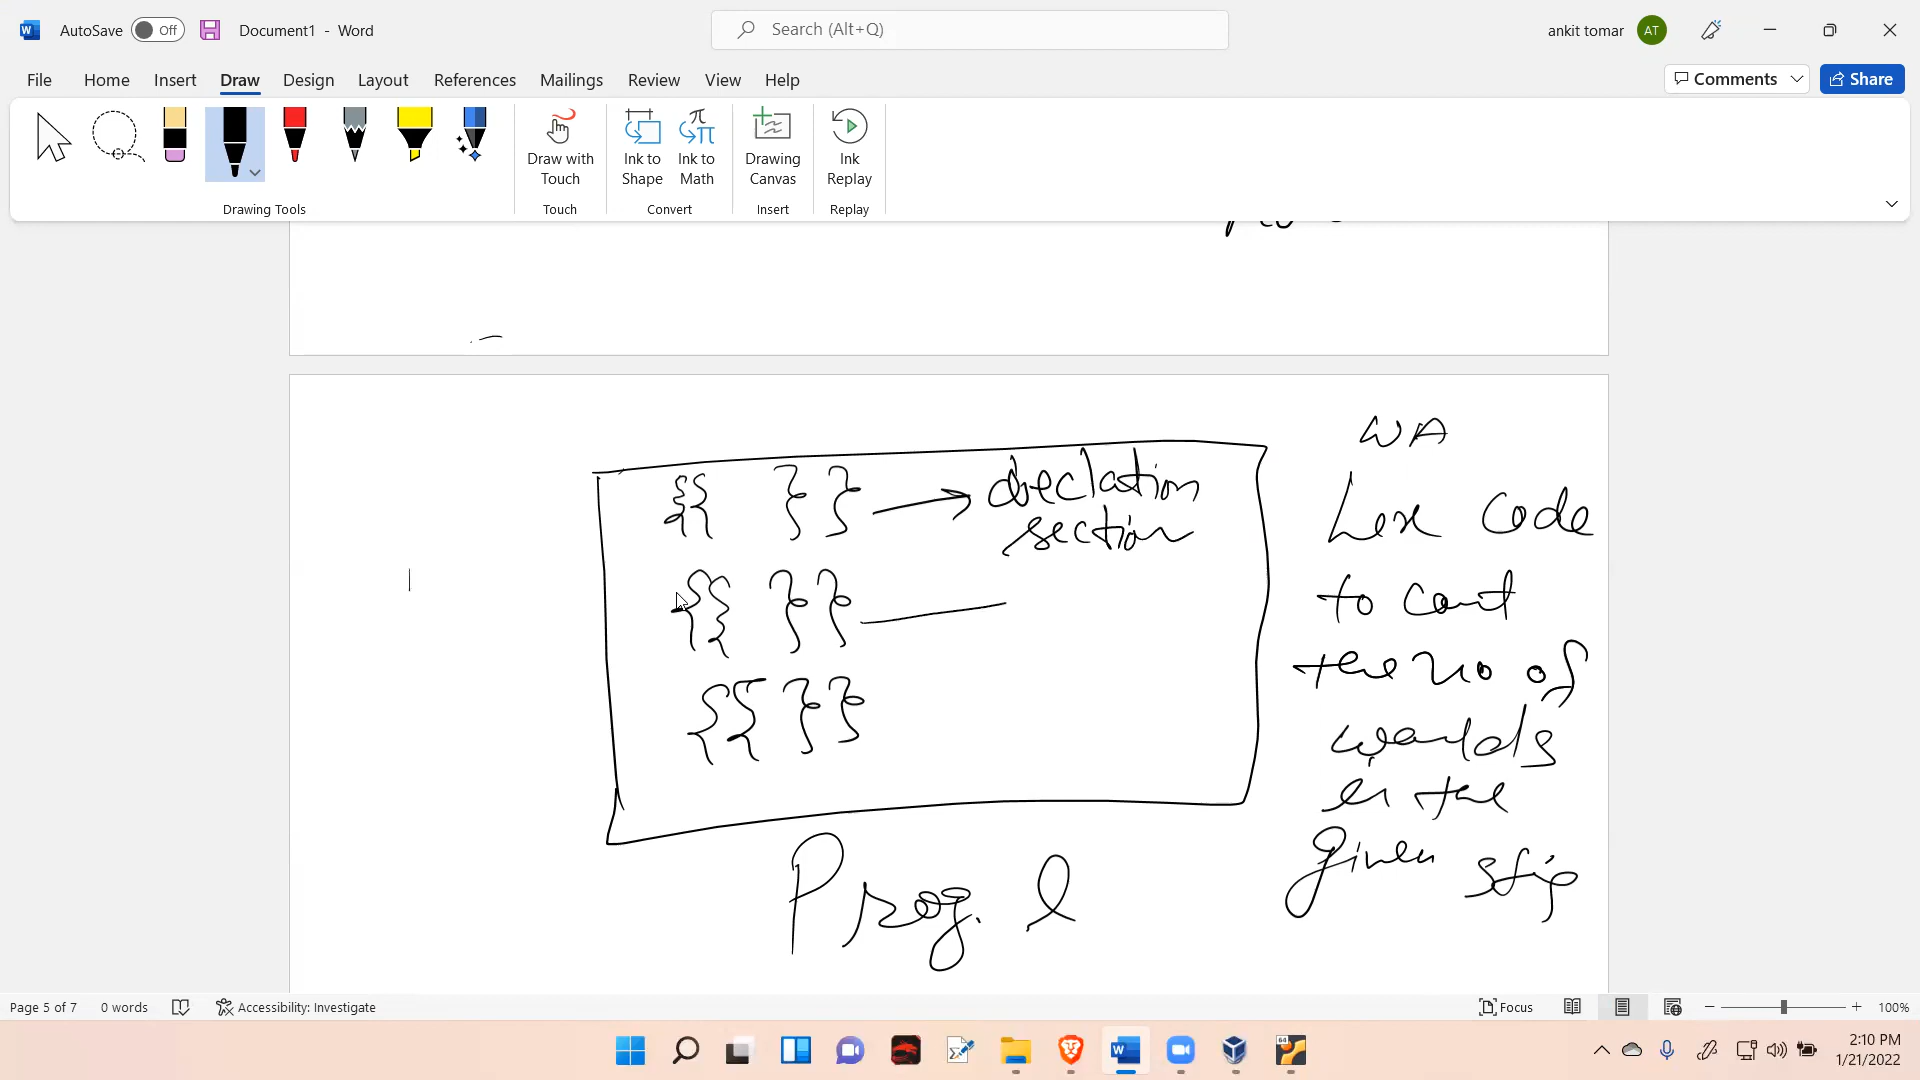 AutoSave Off Document1 - Word Search (Alt+Q) ankit tomar AT
File Home Insert Draw Design Layout References Mailings Review View Help Comments Share
Draw with Touch
Ink to Shape
Ink to Math
Drawing Canvas
Ink Replay
Drawing Tools Touch Convert Insert Replay
{{ }} → declation
section
{{ }}
{{ }}
Prog. l
WA
Lex Code
to count
the no of
in the
given
Page 5 of 7 0 words Accessibility: Investigate Focus 100%
2:10 PM
1/21/2022